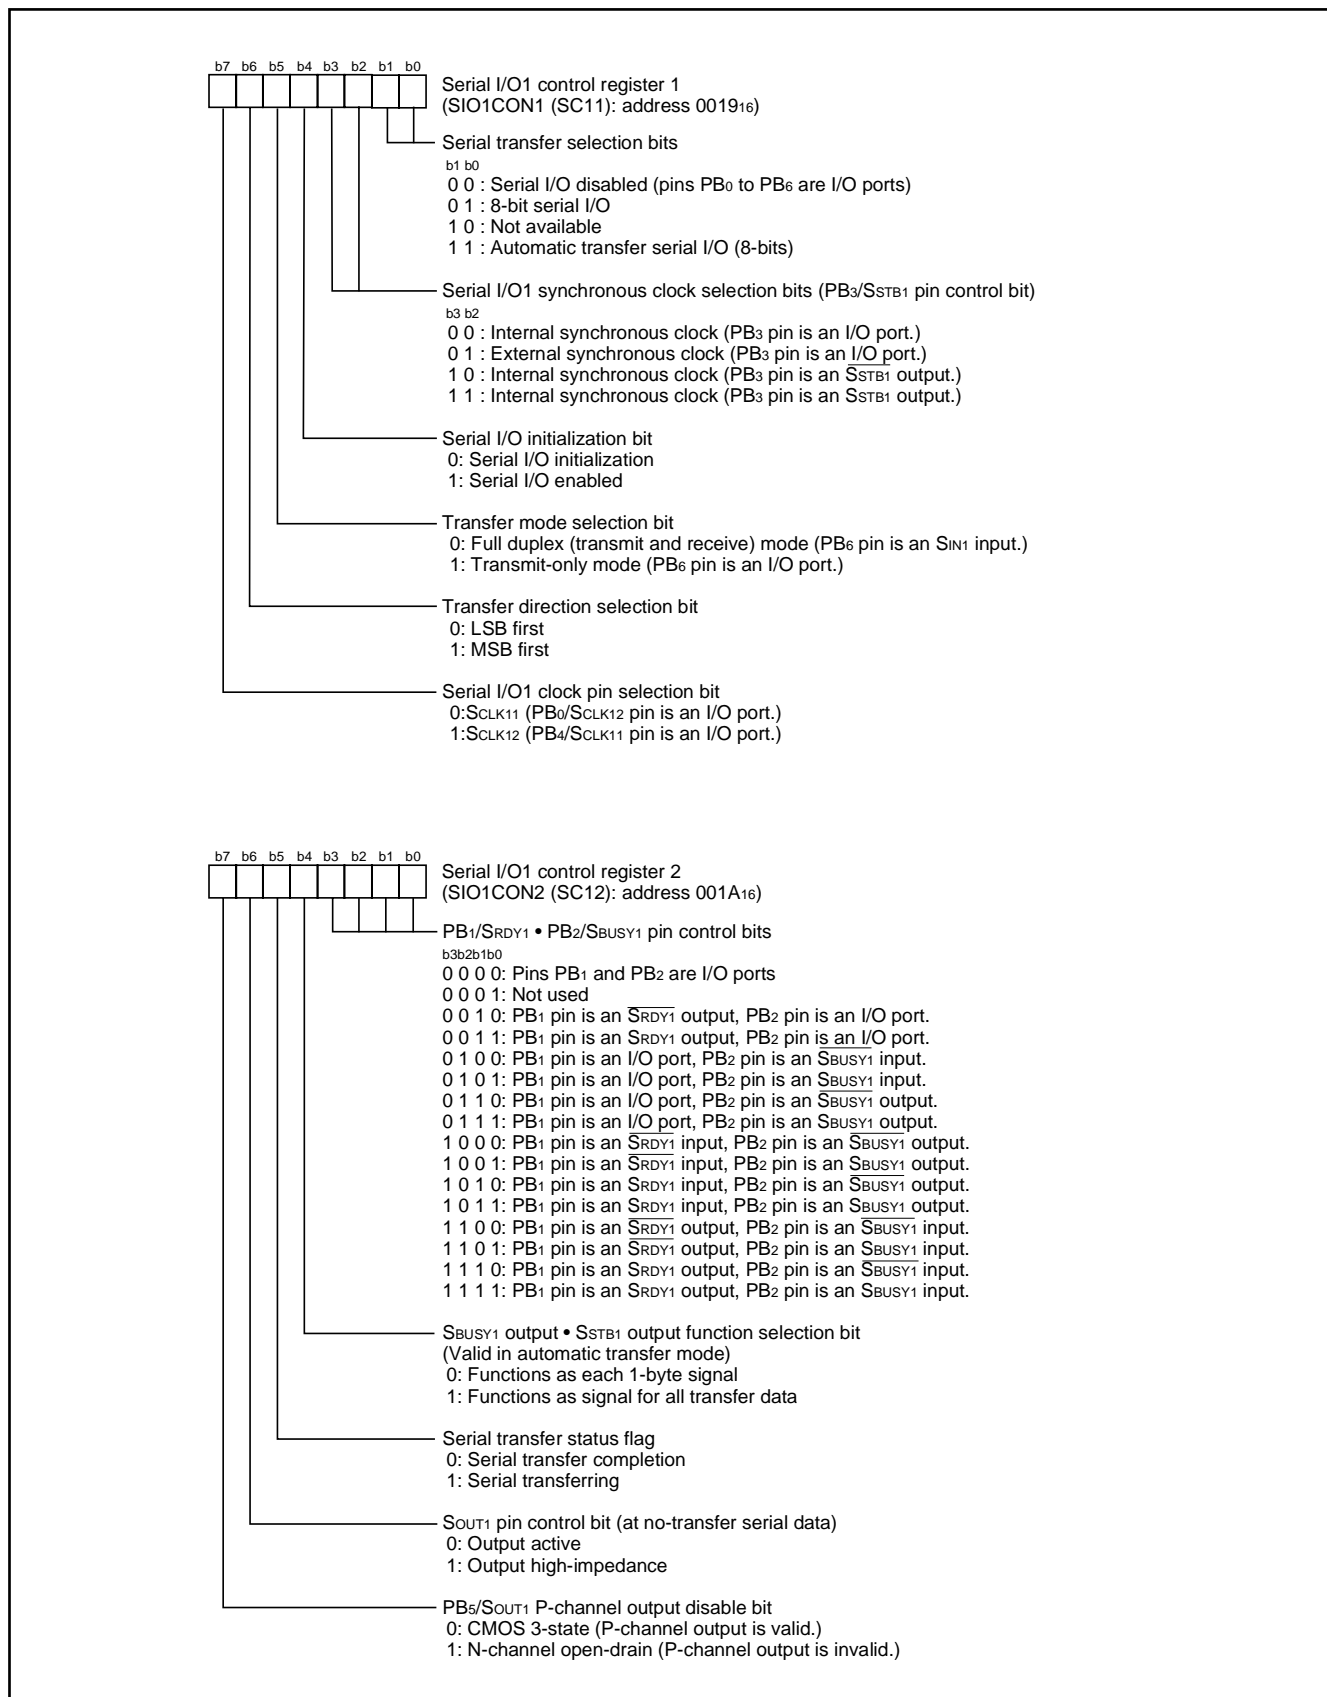 b7 b6 b5 b4 b3 b2 b1 b0
Serial I/O1 control register 1
(SIO1CON1 (SC11): address 0019₁₆)
Serial transfer selection bits
b1 b0
0 0 : Serial I/O disabled (pins PB₀ to PB₆ are I/O ports)
0 1 : 8-bit serial I/O
1 0 : Not available
1 1 : Automatic transfer serial I/O (8-bits)
Serial I/O1 synchronous clock selection bits (PB₃/SSTB1 pin control bit)
b3 b2
0 0 : Internal synchronous clock (PB₃ pin is an I/O port.)
0 1 : External synchronous clock (PB₃ pin is an I/O port.)
1 0 : Internal synchronous clock (PB₃ pin is an S̅S̅T̅B̅1̅ output.)
1 1 : Internal synchronous clock (PB₃ pin is an SSTB1 output.)
Serial I/O initialization bit
0: Serial I/O initialization
1: Serial I/O enabled
Transfer mode selection bit
0: Full duplex (transmit and receive) mode (PB₆ pin is an SIN1 input.)
1: Transmit-only mode (PB₆ pin is an I/O port.)
Transfer direction selection bit
0: LSB first
1: MSB first
Serial I/O1 clock pin selection bit
0:SCLK11 (PB₀/SCLK12 pin is an I/O port.)
1:SCLK12 (PB₄/SCLK11 pin is an I/O port.)
b7 b6 b5 b4 b3 b2 b1 b0
Serial I/O1 control register 2
(SIO1CON2 (SC12): address 001A₁₆)
PB₁/SRDY1 • PB₂/SBUSY1 pin control bits
b3b2b1b0
0 0 0 0: Pins PB₁ and PB₂ are I/O ports
0 0 0 1: Not used
0 0 1 0: PB₁ pin is an S̅R̅D̅Y̅1̅ output, PB₂ pin is an I/O port.
0 0 1 1: PB₁ pin is an SRDY1 output, PB₂ pin is an I/O port.
0 1 0 0: PB₁ pin is an I/O port, PB₂ pin is an S̅B̅U̅S̅Y̅1̅ input.
0 1 0 1: PB₁ pin is an I/O port, PB₂ pin is an SBUSY1 input.
0 1 1 0: PB₁ pin is an I/O port, PB₂ pin is an S̅B̅U̅S̅Y̅1̅ output.
0 1 1 1: PB₁ pin is an I/O port, PB₂ pin is an SBUSY1 output.
1 0 0 0: PB₁ pin is an S̅R̅D̅Y̅1̅ input, PB₂ pin is an S̅B̅U̅S̅Y̅1̅ output.
1 0 0 1: PB₁ pin is an S̅R̅D̅Y̅1̅ input, PB₂ pin is an SBUSY1 output.
1 0 1 0: PB₁ pin is an SRDY1 input, PB₂ pin is an S̅B̅U̅S̅Y̅1̅ output.
1 0 1 1: PB₁ pin is an SRDY1 input, PB₂ pin is an SBUSY1 output.
1 1 0 0: PB₁ pin is an S̅R̅D̅Y̅1̅ output, PB₂ pin is an S̅B̅U̅S̅Y̅1̅ input.
1 1 0 1: PB₁ pin is an S̅R̅D̅Y̅1̅ output, PB₂ pin is an SBUSY1 input.
1 1 1 0: PB₁ pin is an SRDY1 output, PB₂ pin is an S̅B̅U̅S̅Y̅1̅ input.
1 1 1 1: PB₁ pin is an SRDY1 output, PB₂ pin is an SBUSY1 input.
SBUSY1 output • SSTB1 output function selection bit
(Valid in automatic transfer mode)
0: Functions as each 1-byte signal
1: Functions as signal for all transfer data
Serial transfer status flag
0: Serial transfer completion
1: Serial transferring
SOUT1 pin control bit (at no-transfer serial data)
0: Output active
1: Output high-impedance
PB₅/SOUT1 P-channel output disable bit
0: CMOS 3-state (P-channel output is valid.)
1: N-channel open-drain (P-channel output is invalid.)